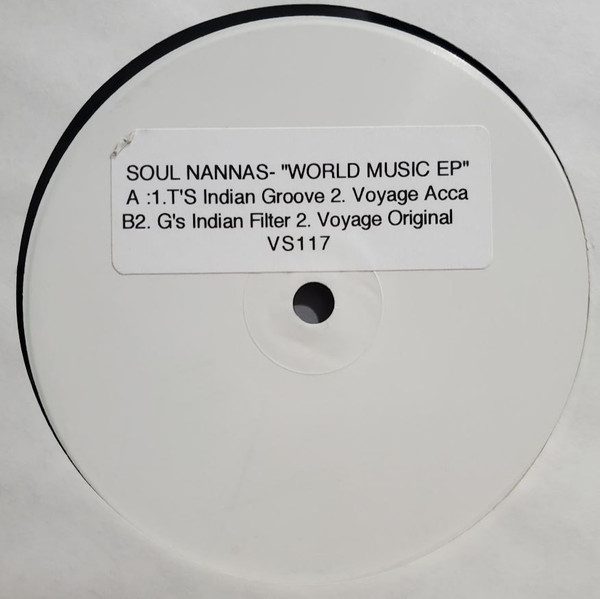 SOUL NANNAS- "WORLD MUSIC EP"
A :1.T'S Indian Groove 2. Voyage Acca
B2. G's Indian Filter 2. Voyage Original
VS117